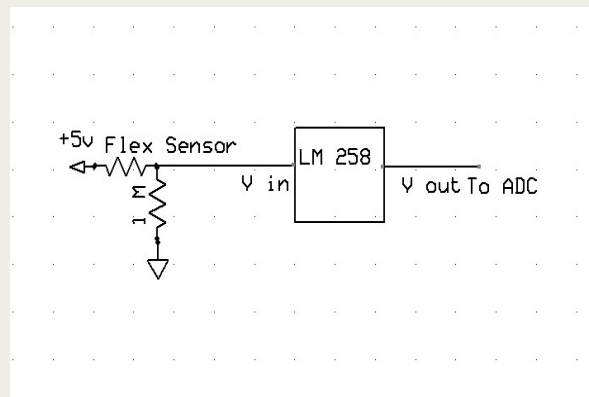 +5v Flex Sensor
LM 258
1 M
V in
V out To ADC